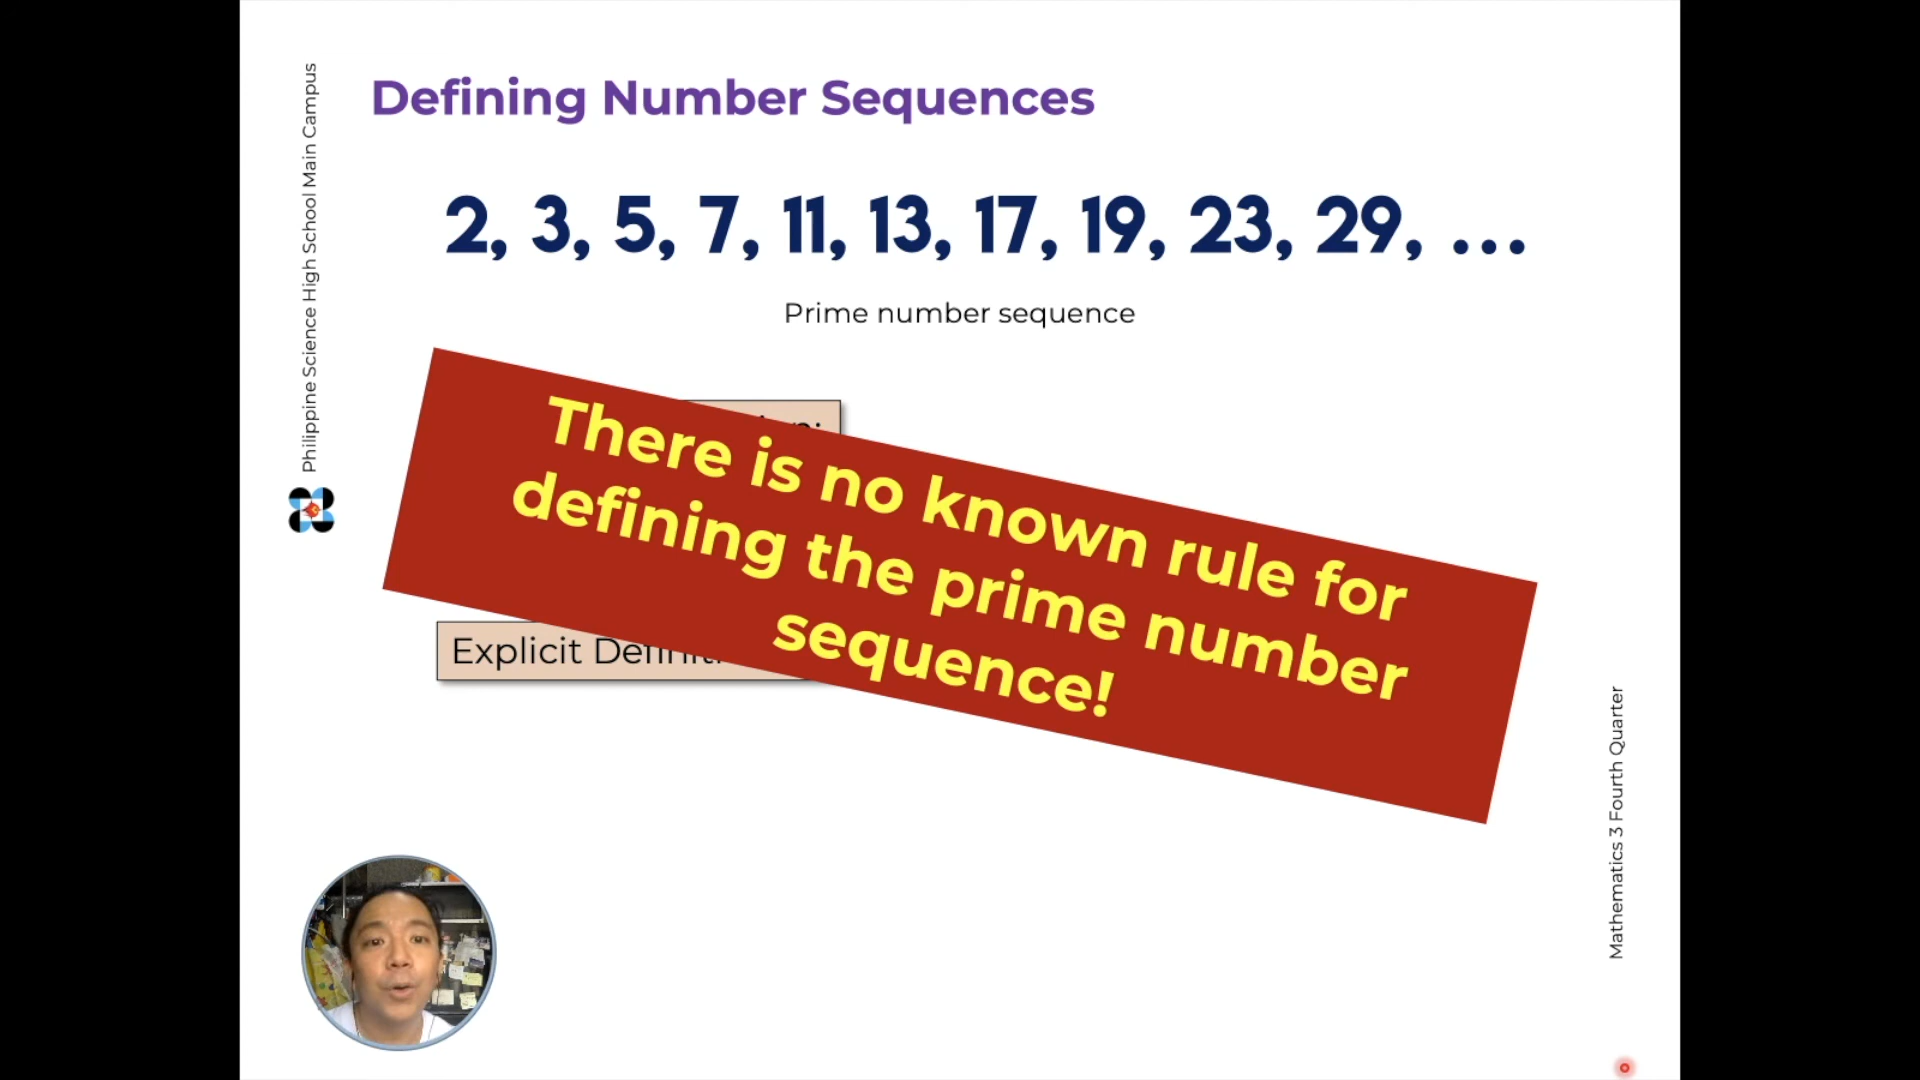 Philippine Science High School Main Campus
Defining Number Sequences
2, 3, 5, 7, 11, 13, 17, 19, 23, 29, ...
Prime number sequence
There is no known rule for
defining the prime number
sequence!
Explicit
Mathematics 3 Fourth Quarter